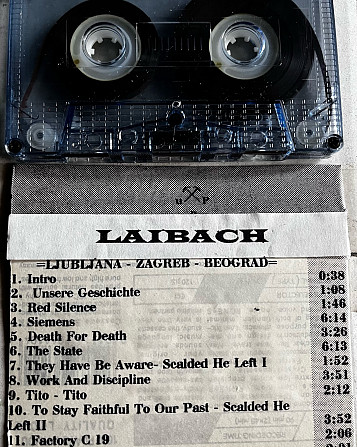 u P
LAIBACH
=LJUBLJANA - ZAGREB - BEOGRAD=
1. Intro 0:38
2. Unsere Geschichte 1:08
3. Red Silence 1:46
4. Siemens 6:14
5. Death For Death 3:26
6. The State 6:13
7. They Have Be Aware- Scalded He Left I 1:52
8. Work And Discipline 3:51
9. Tito - Tito 2:12
10. To Stay Faithful To Our Past - Scalded He
Left II 3:52
11. Factory C 19 2:06